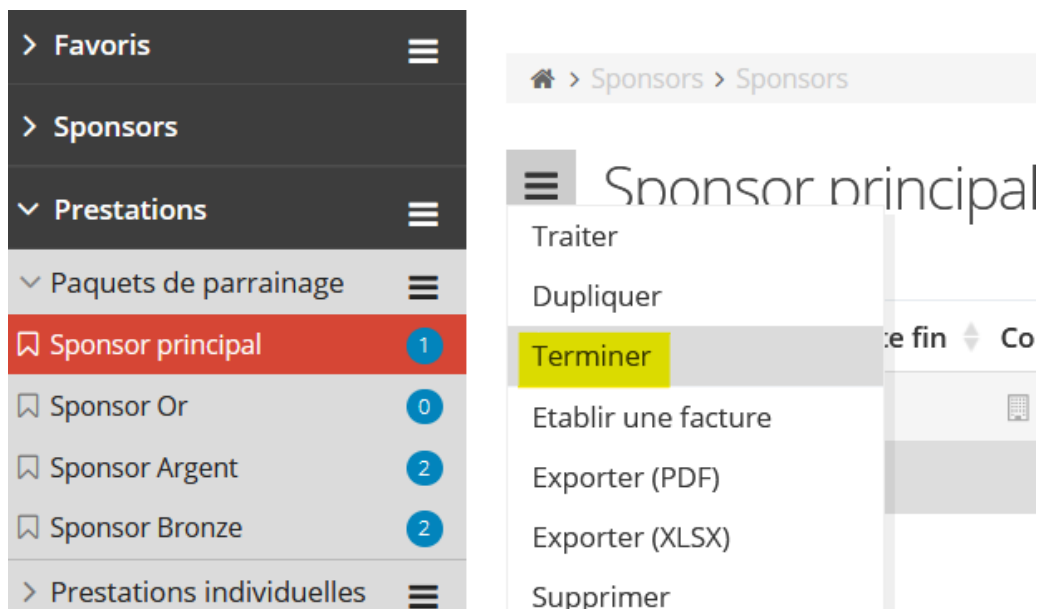 Favoris
Sponsors
Prestations
Paquets de parrainage
Sponsor principal 1
Sponsor Or 0
Sponsor Argent 2
Sponsor Bronze 2
Prestations individuelles
> Sponsors > Sponsors
Sponsor principal
Traiter
Dupliquer
Terminer
Etablir une facture
Exporter (PDF)
Exporter (XLSX)
Supprimer
e fin Co